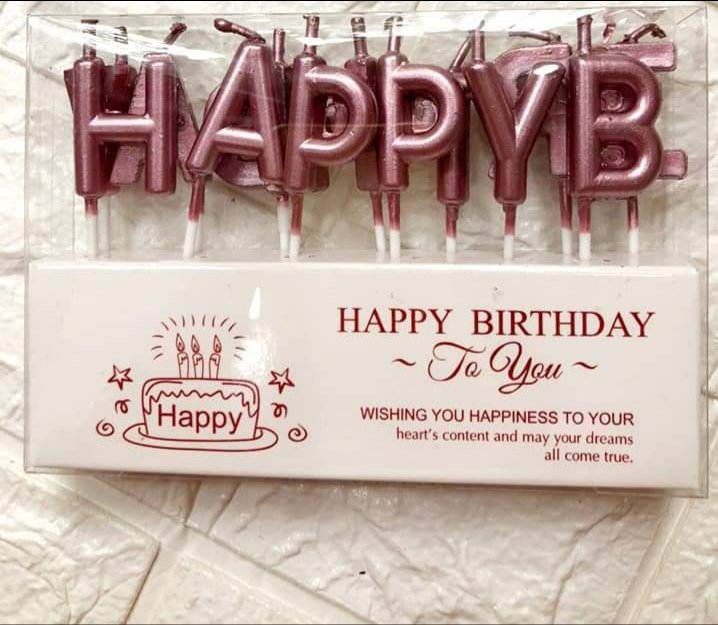 HAPPYB
Happy
HAPPY BIRTHDAY
~ To You ~
WISHING YOU HAPPINESS TO YOUR
heart's content and may your dreams
all come true.